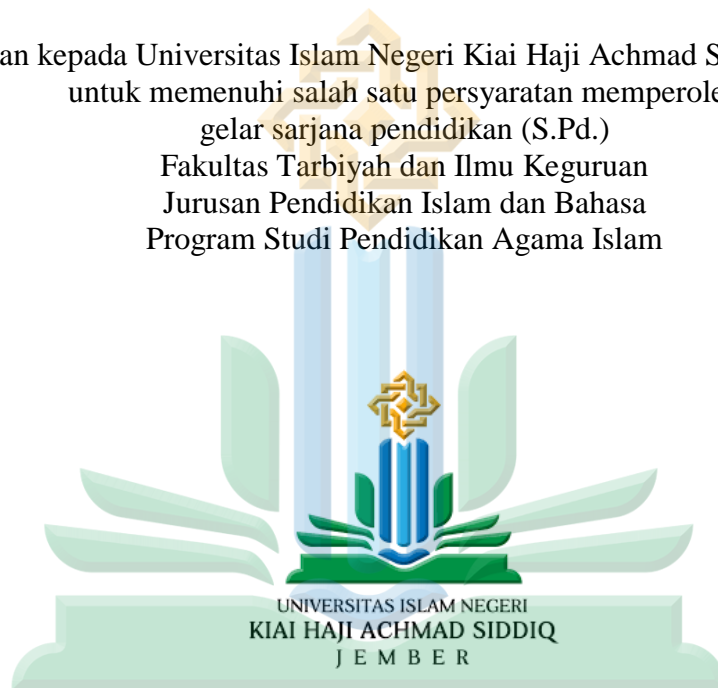 an kepada Universitas Islam Negeri Kiai Haji Achmad S
untuk memenuhi salah satu persyaratan memperole
gelar sarjana pendidikan (S.Pd.)
Fakultas Tarbiyah dan Ilmu Keguruan
Jurusan Pendidikan Islam dan Bahasa
Program Studi Pendidikan Agama Islam
UNIVERSITAS ISLAM NEGERI
KIAI HAJI ACHMAD SIDDIQ
JEMBER